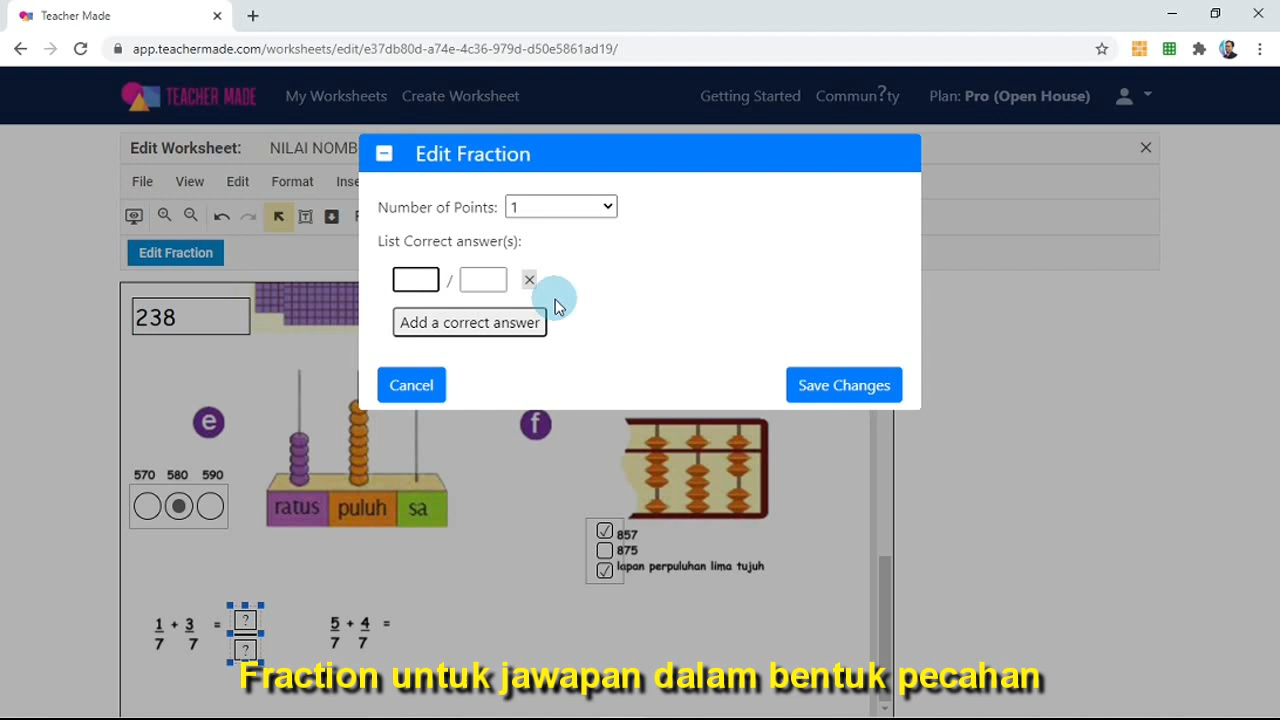 Teacher Made
app.teachermade.com/worksheets/edit/e37db80d-a74e-4c36-979d-d50e5861ad19/
TEACHER MADE My Worksheets Create Worksheet Getting Started Commun?ty Plan: Pro (Open House)
Edit Worksheet: NILAI NOMB
File View Edit Format Inse
Edit Fraction
Edit Fraction
Number of Points: 1
List Correct answer(s):
/
Add a correct answer
Cancel Save Changes
238
e
f
570 580 590
ratus puluh sa
857
875
lapan perpuluhan lima tujuh
1/7 + 3/7 = ?/?
5/7 + 4/7 =
Fraction untuk jawapan dalam bentuk pecahan